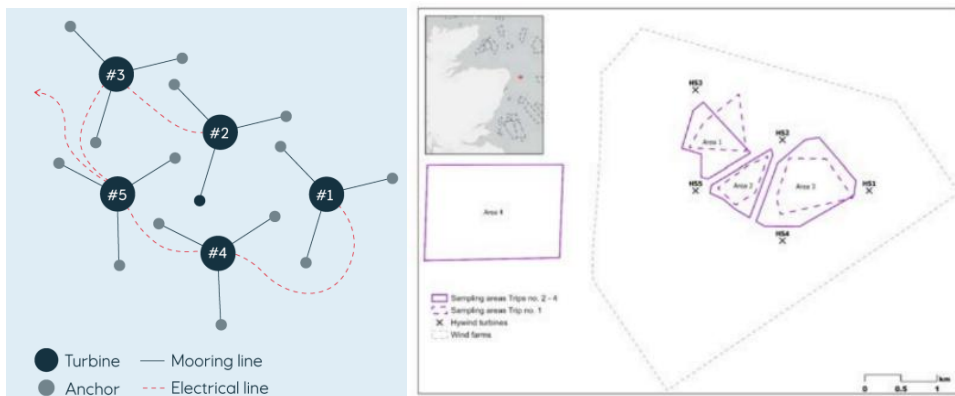 #3
#2
#5
#1
#4
Turbine
Mooring line
Anchor
Electrical line
HS3
Area 1
HS2
HS5
Area 2
Area 3
HS1
HS4
Area 4
Sampling areas Trips no. 2 - 4
Sampling areas Trip no. 1
Hywind turbines
Wind farms
km
0 0.5 1